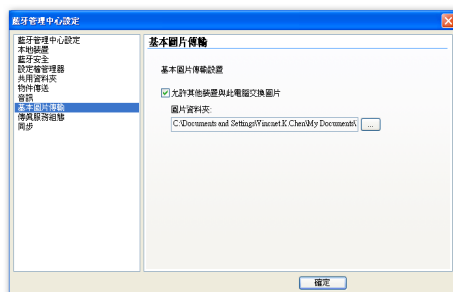 藍牙管理中心設定
藍牙管理中心設定
本地裝置
藍牙安全
設定檔管理器
共用資料夾
物件傳送
音訊
基本圖片傳輸
傳真服務組態
同步
基本圖片傳輸
基本圖片傳輸設置
允許其他裝置與此電腦交換圖片
圖片資料夾:
C:\Documents and Settings\Vincnet.K.Chen\My Documents\
...
確定